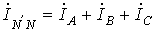 İ_{N'N} = İ_A + İ_B + İ_C